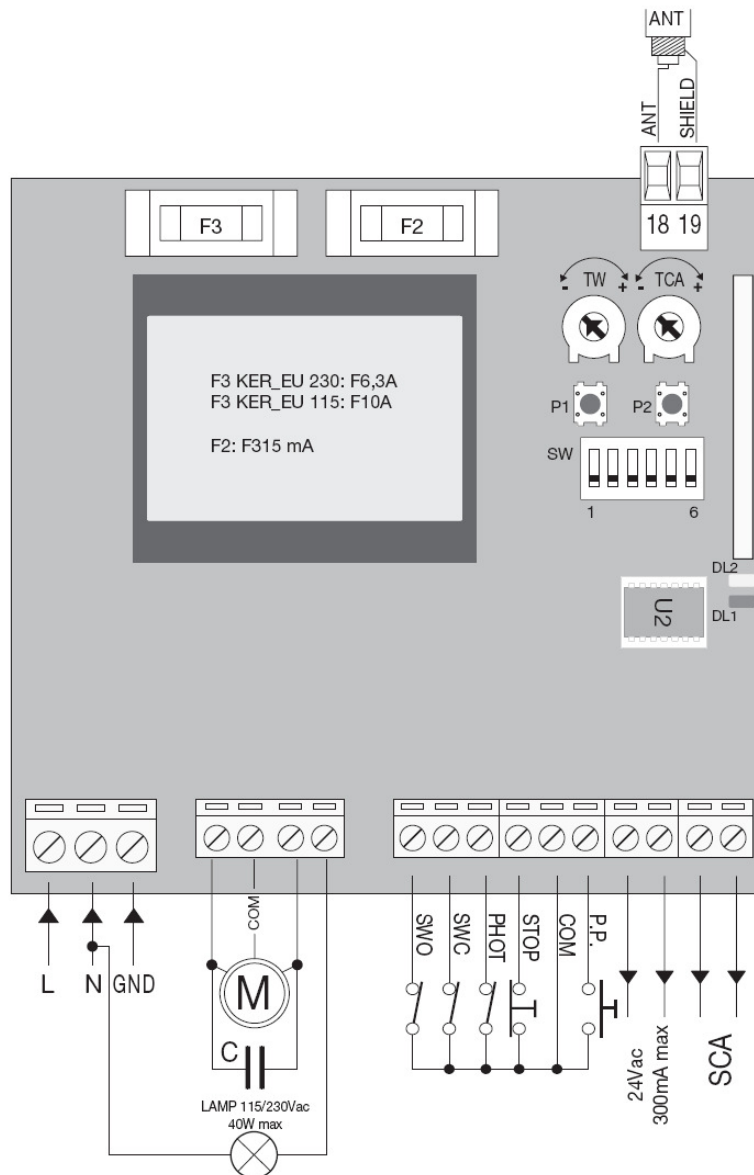 ANT
ANT
SHIELD
F3
F2
18 19
- TW +
- TCA +
F3 KER_EU 230: F6,3A
F3 KER_EU 115: F10A
F2: F315 mA
P1
P2
SW
1
6
DL2
DL1
U2
L
N
GND
COM
M
C
LAMP 115/230Vac
40W max
SWO
SWC
PHOT
STOP
COM
P.P.
24Vac
300mA max
SCA